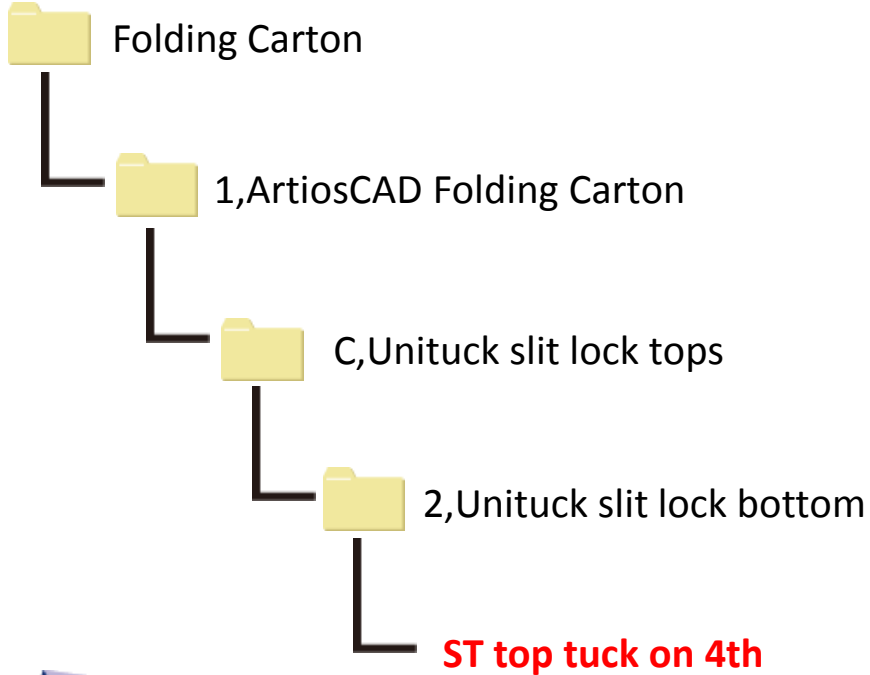 Folding Carton
1,ArtiosCAD Folding Carton
C,Unituck slit lock tops
2,Unituck slit lock bottom
ST top tuck on 4th